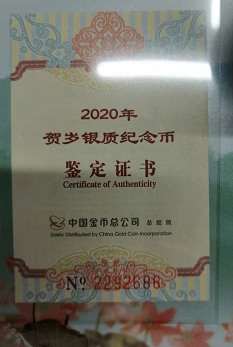 2020年
贺岁银质纪念币
鉴定证书
Certificate of Authenticity
中国金币总公司 总经销
Solely Distributed by China Gold Coin Incorporation
№ 2292686